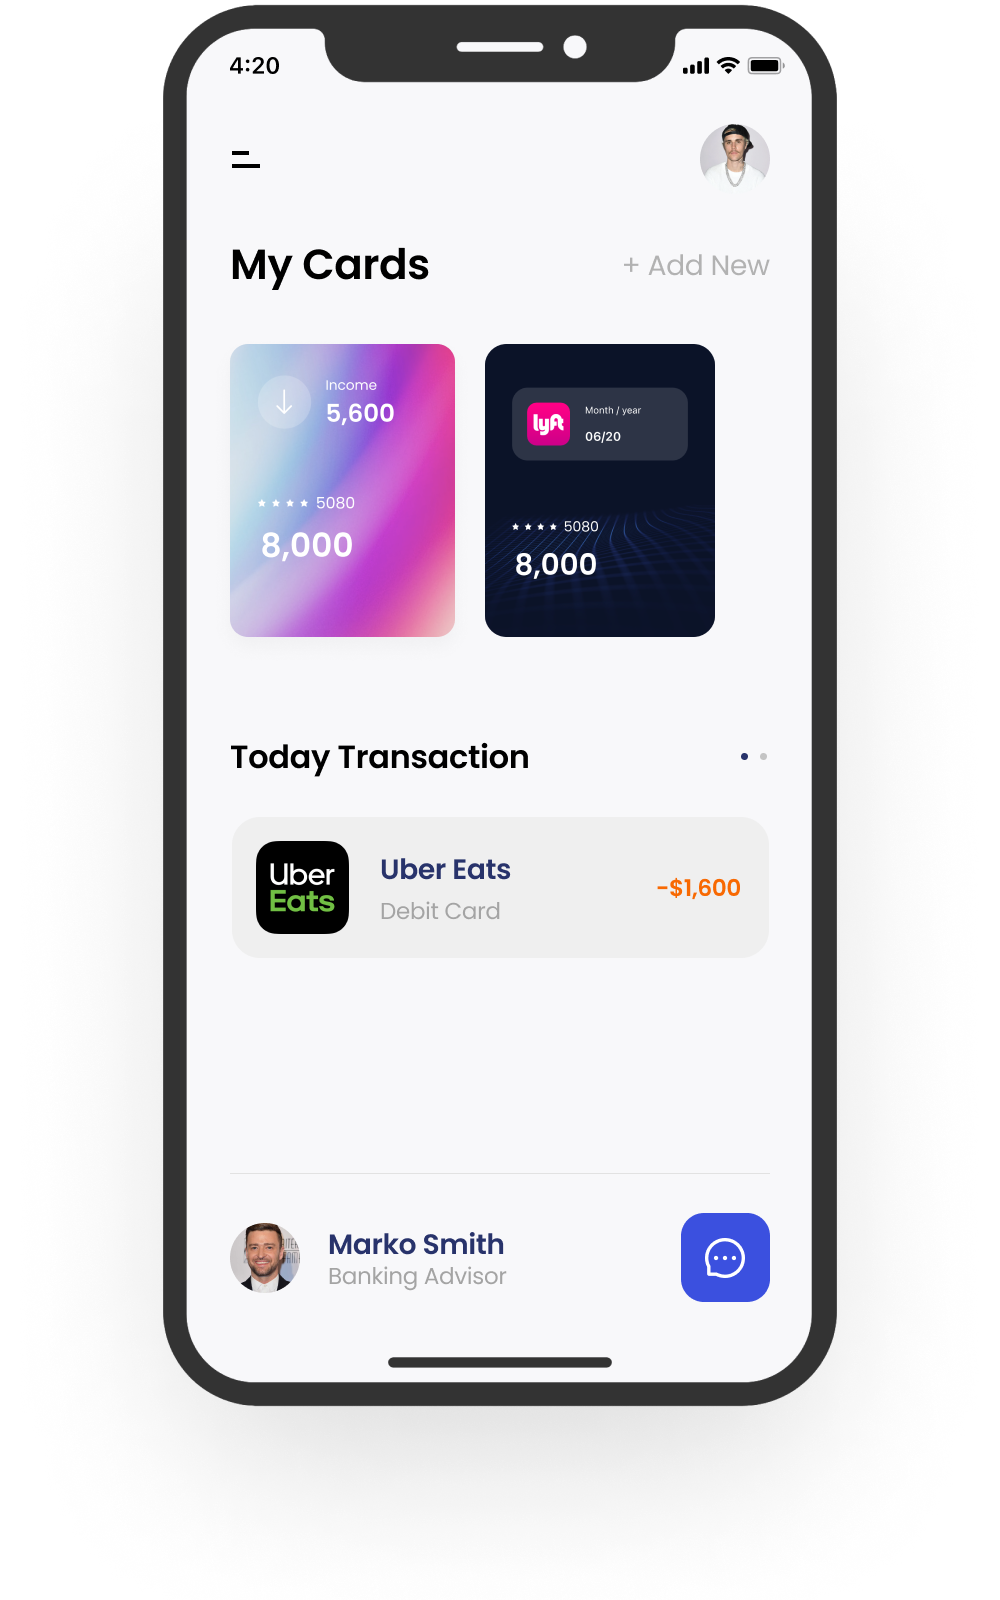 4:20
My Cards
+ Add New
Income
5,600
★ ★ ★ ★ 5080
8,000
lyft
Month / year
06/20
★ ★ ★ ★ 5080
8,000
Today Transaction
Uber
Eats
Uber Eats
Debit Card
-$1,600
Marko Smith
Banking Advisor